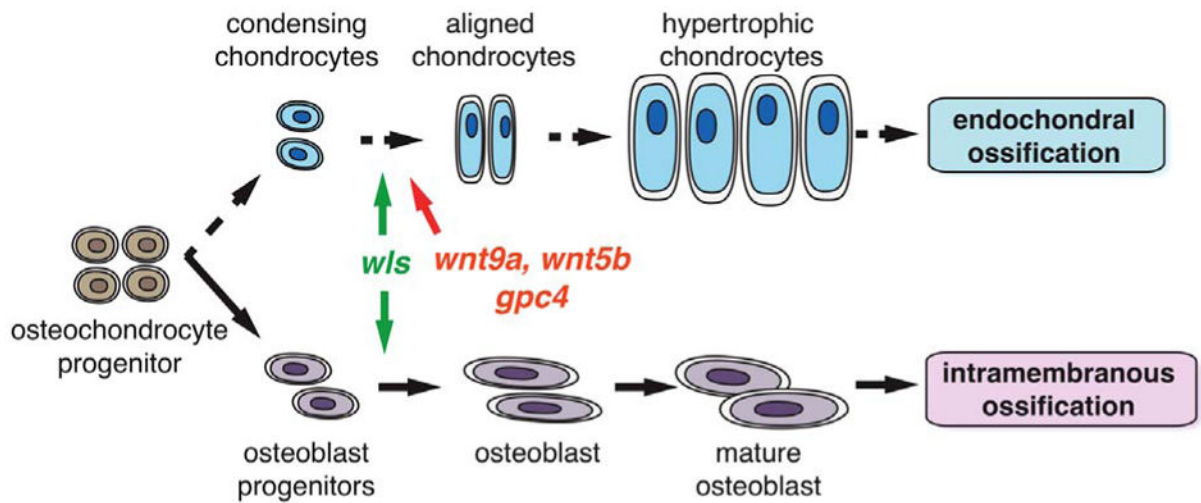 condensing
chondrocytes
aligned
chondrocytes
hypertrophic
chondrocytes
endochondral
ossification
osteochondrocyte
progenitor
wls
wnt9a, wnt5b
gpc4
osteoblast
progenitors
osteoblast
mature
osteoblast
intramembranous
ossification